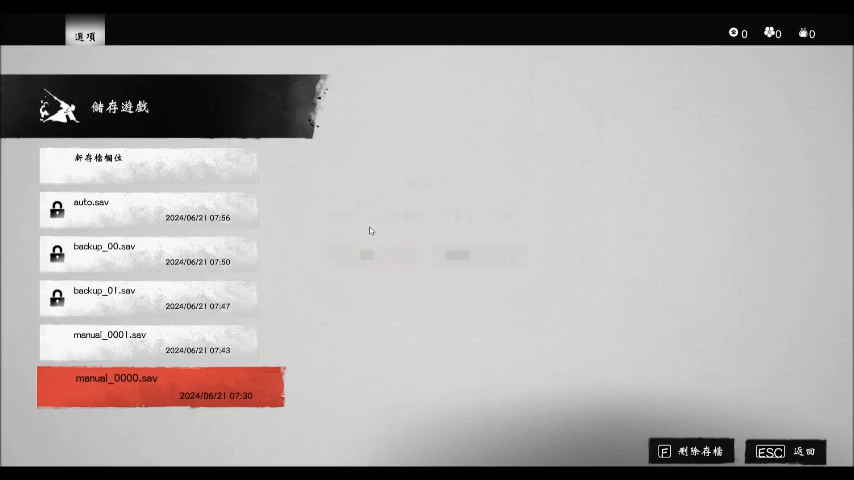 選項
0 0 0
儲存遊戲
新存檔欄位
auto.sav
2024/06/21 07:56
backup_00.sav
2024/06/21 07:50
backup_01.sav
2024/06/21 07:47
manual_0001.sav
2024/06/21 07:43
manual_0000.sav
2024/06/21 07:30
F 刪除存檔 ESC 返回